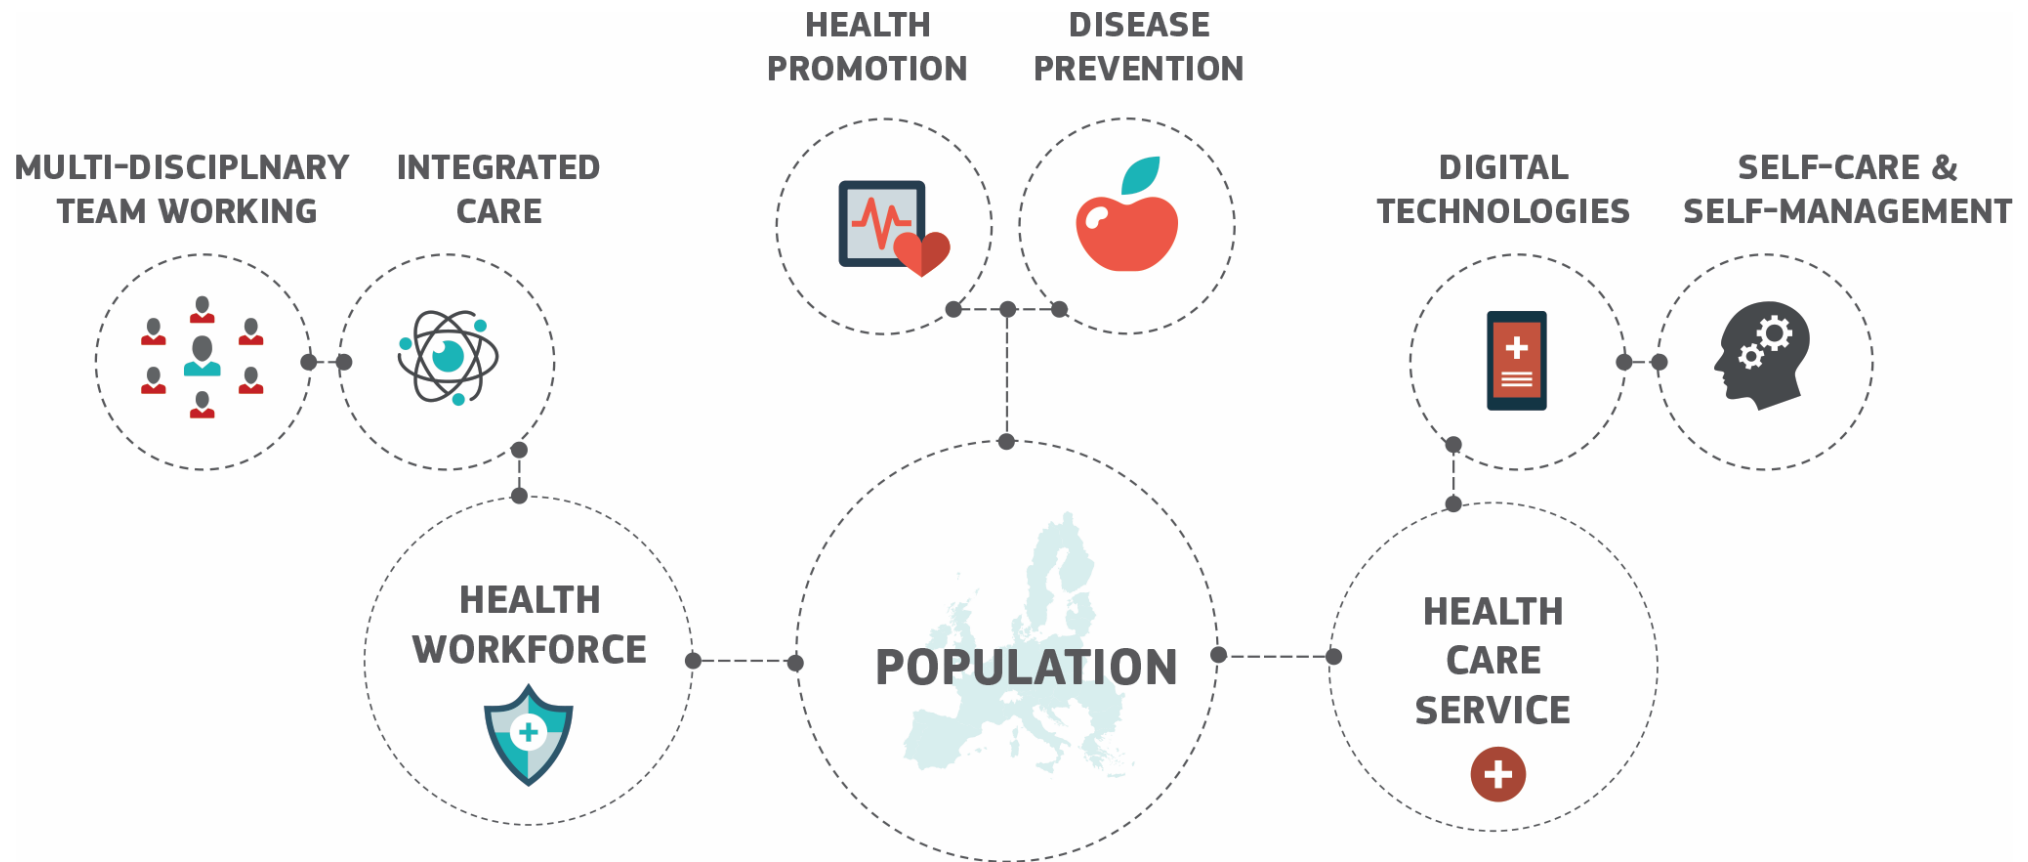 HEALTH
PROMOTION
DISEASE
PREVENTION
MULTI-DISCIPLNARY
TEAM WORKING
INTEGRATED
CARE
DIGITAL
TECHNOLOGIES
SELF-CARE &
SELF-MANAGEMENT
HEALTH
WORKFORCE
POPULATION
HEALTH
CARE
SERVICE